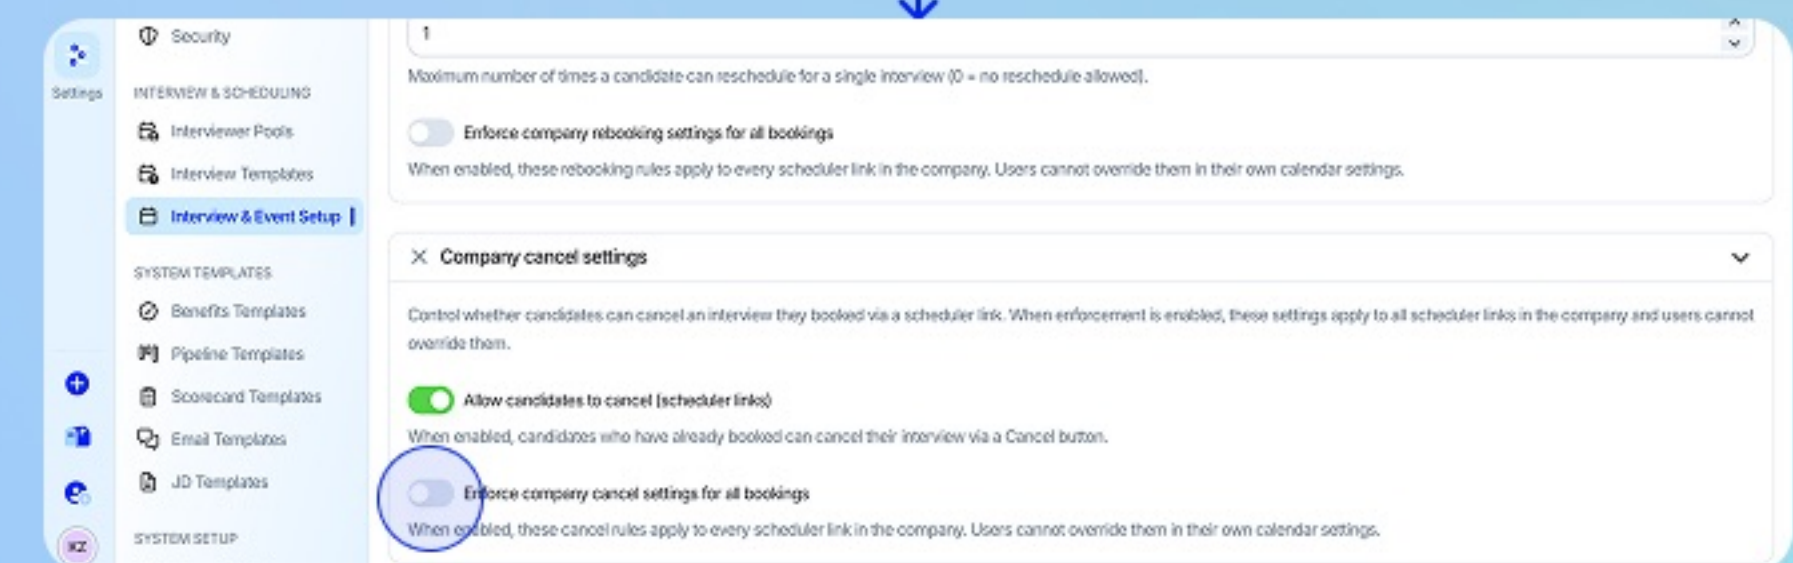 Settings
Security
INTERVIEW & SCHEDULING
Interviewer Pools
Interview Templates
Interview & Event Setup
SYSTEM TEMPLATES
Benefits Templates
Pipeline Templates
Scorecard Templates
Email Templates
JD Templates
SYSTEM SETUP
KZ
1
Maximum number of times a candidate can reschedule for a single interview (0 = no reschedule allowed).
Enforce company rebooking settings for all bookings
When enabled, these rebooking rules apply to every scheduler link in the company. Users cannot override them in their own calendar settings.
Company cancel settings
Control whether candidates can cancel an interview they booked via a scheduler link. When enforcement is enabled, these settings apply to all scheduler links in the company and users cannot
override them.
Allow candidates to cancel (scheduler links)
When enabled, candidates who have already booked can cancel their interview via a Cancel button.
Enforce company cancel settings for all bookings
When enabled, these cancel rules apply to every scheduler link in the company. Users cannot override them in their own calendar settings.